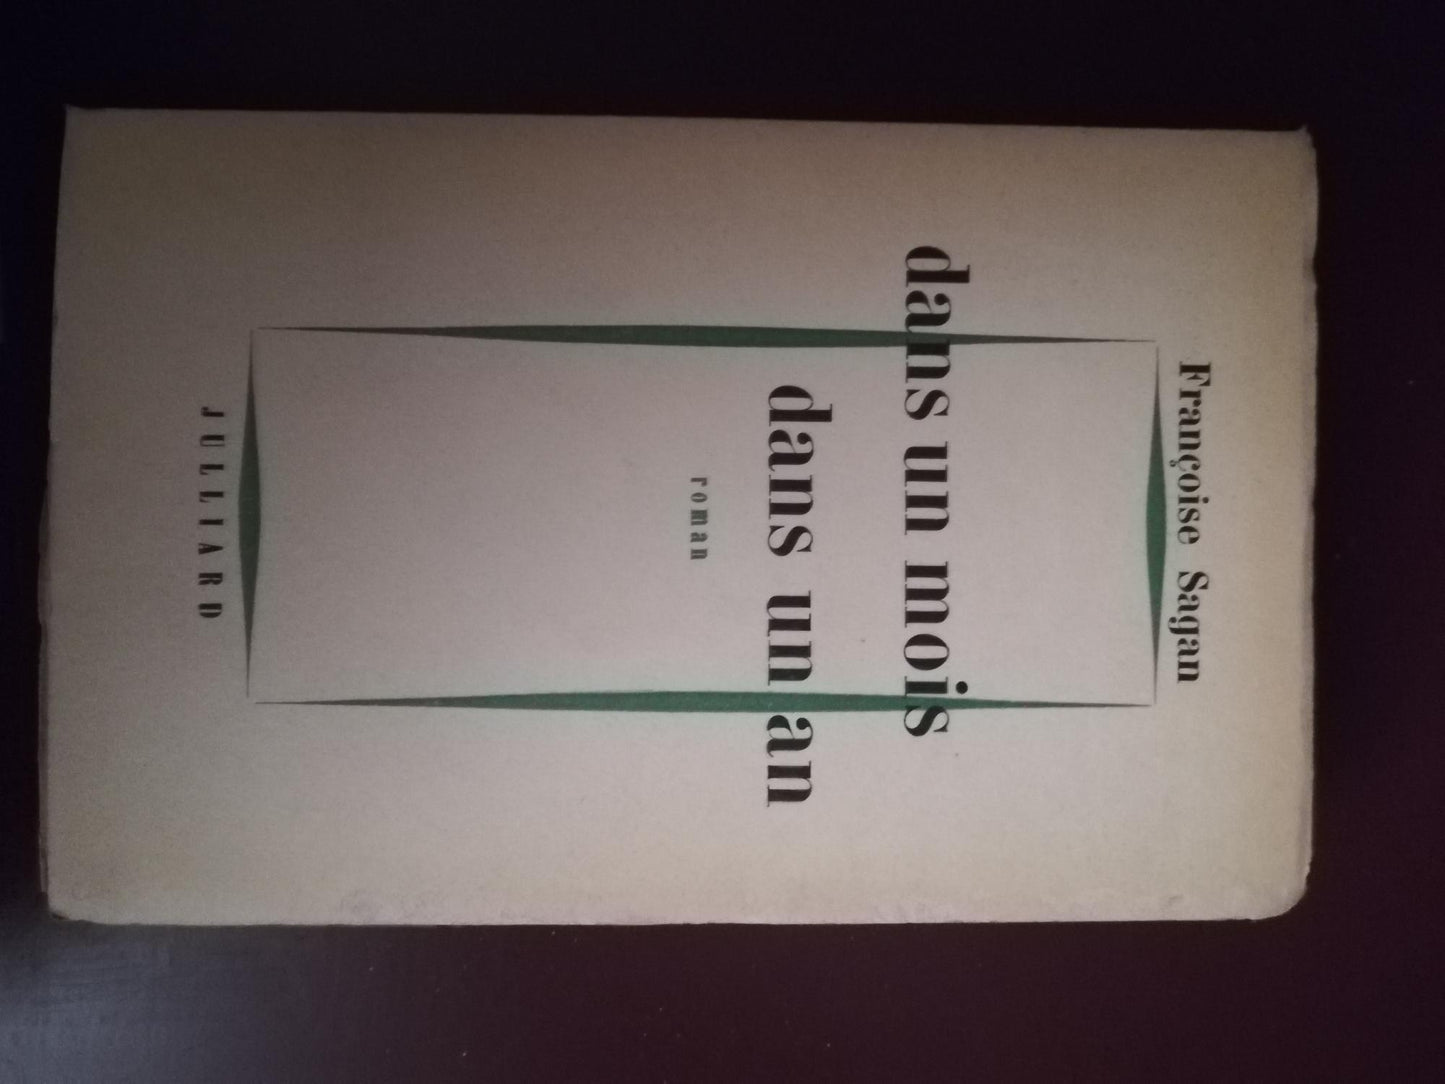 Françoise Sagan
dans un mois
dans un an
roman
JULLIARD